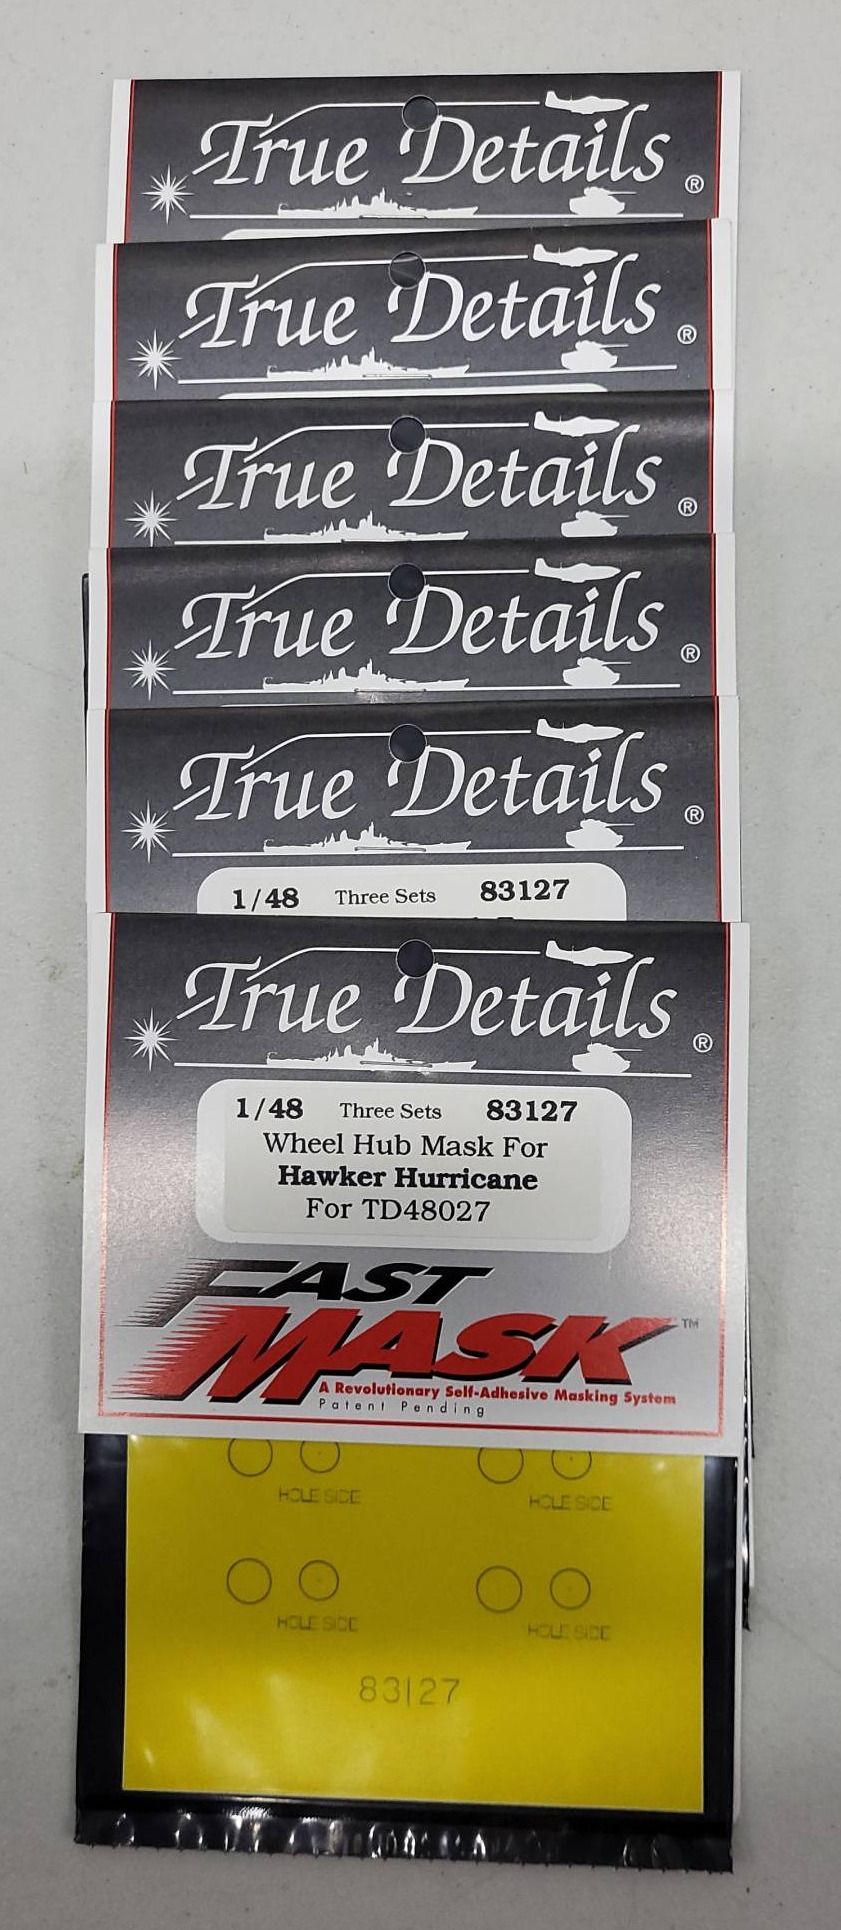 True Details ®
True Details ®
True Details ®
True Details ®
True Details ®
1/48 Three Sets 83127
True Details ®
1/48 Three Sets 83127
Wheel Hub Mask For
Hawker Hurricane
For TD48027
FAST
MASK™
A Revolutionary Self-Adhesive Masking System
Patent Pending
HOLE SIDE HOLE SIDE
HOLE SIDE HOLE SIDE
83127